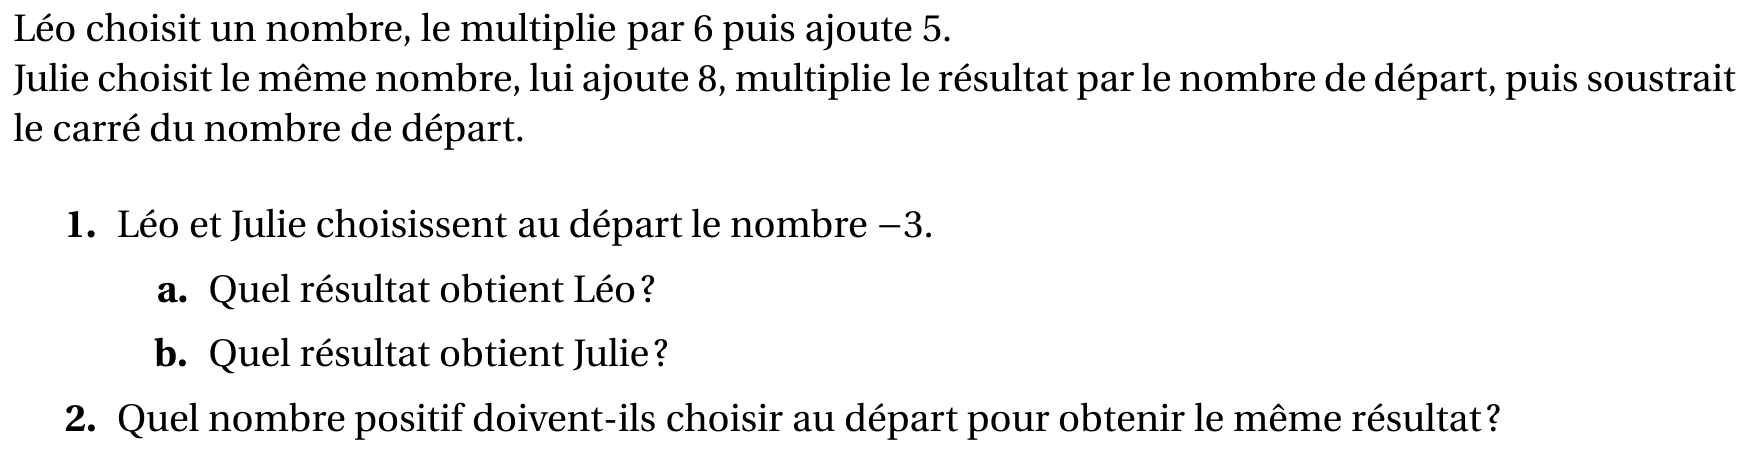 Léo choisit un nombre, le multiplie par 6 puis ajoute 5.
Julie choisit le même nombre, lui ajoute 8, multiplie le résultat par le nombre de départ, puis soustrait
le carré du nombre de départ.
1. Léo et Julie choisissent au départ le nombre −3.
a. Quel résultat obtient Léo ?
b. Quel résultat obtient Julie ?
2. Quel nombre positif doivent-ils choisir au départ pour obtenir le même résultat ?